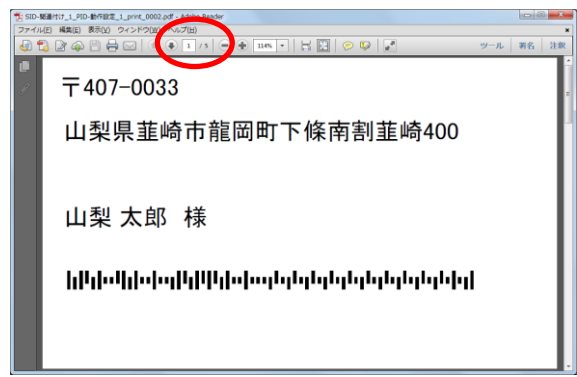 SID-関連付け_1_PID-動作設定_1_print_0002.pdf - Adobe Reader
ファイル(F) 編集(E) 表示(V) ウィンドウ(W) ヘルプ(H)
1 / 5 114% ツール 署名 注釈
〒407-0033
山梨県韮崎市龍岡町下條南割韮崎400
山梨 太郎 様